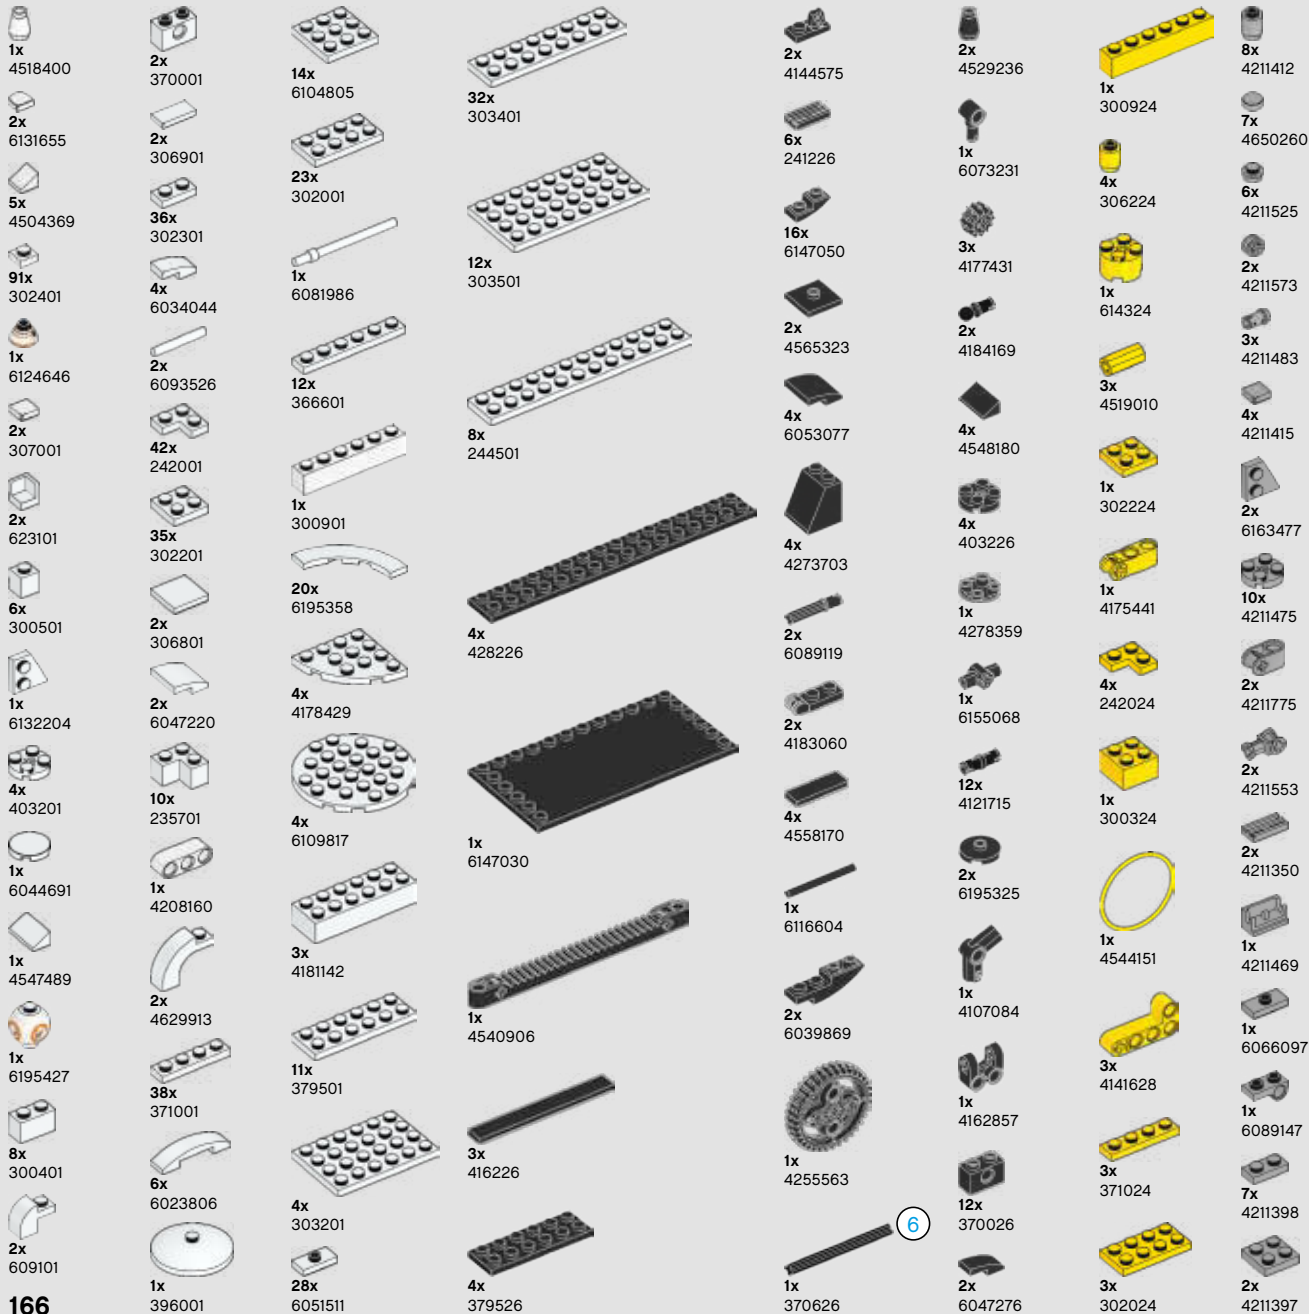 1x
4518400
2x
6131655
5x
4504369
91x
302401
1x
6124646
2x
307001
2x
623101
6x
300501
1x
6132204
4x
403201
1x
6044691
1x
4547489
1x
6195427
8x
300401
2x
609101
166
2x
370001
2x
306901
36x
302301
4x
6034044
2x
6093526
42x
242001
35x
302201
2x
306801
2x
6047220
10x
235701
1x
4208160
2x
4629913
38x
371001
6x
6023806
1x
396001
14x
6104805
23x
302001
1x
6081986
12x
366601
1x
300901
20x
6195358
4x
4178429
4x
6109817
3x
4181142
11x
379501
4x
303201
28x
6051511
32x
303401
12x
303501
8x
244501
4x
428226
1x
6147030
1x
4540906
3x
416226
4x
379526
2x
4144575
6x
241226
16x
6147050
2x
4565323
4x
6053077
4x
4273703
2x
6089119
2x
4183060
4x
4558170
1x
6116604
2x
6039869
1x
4255563
6
1x
370626
2x
4529236
1x
6073231
3x
4177431
2x
4184169
4x
4548180
4x
403226
1x
4278359
1x
6155068
12x
4121715
2x
6195325
1x
4107084
1x
4162857
12x
370026
2x
6047276
1x
300924
4x
306224
1x
614324
3x
4519010
1x
302224
1x
4175441
4x
242024
1x
300324
1x
4544151
3x
4141628
3x
371024
3x
302024
8x
4211412
7x
4650260
6x
4211525
2x
4211573
3x
4211483
4x
4211415
2x
6163477
10x
4211475
2x
4211775
2x
4211553
2x
4211350
1x
4211469
1x
6066097
1x
6089147
7x
4211398
2x
4211397